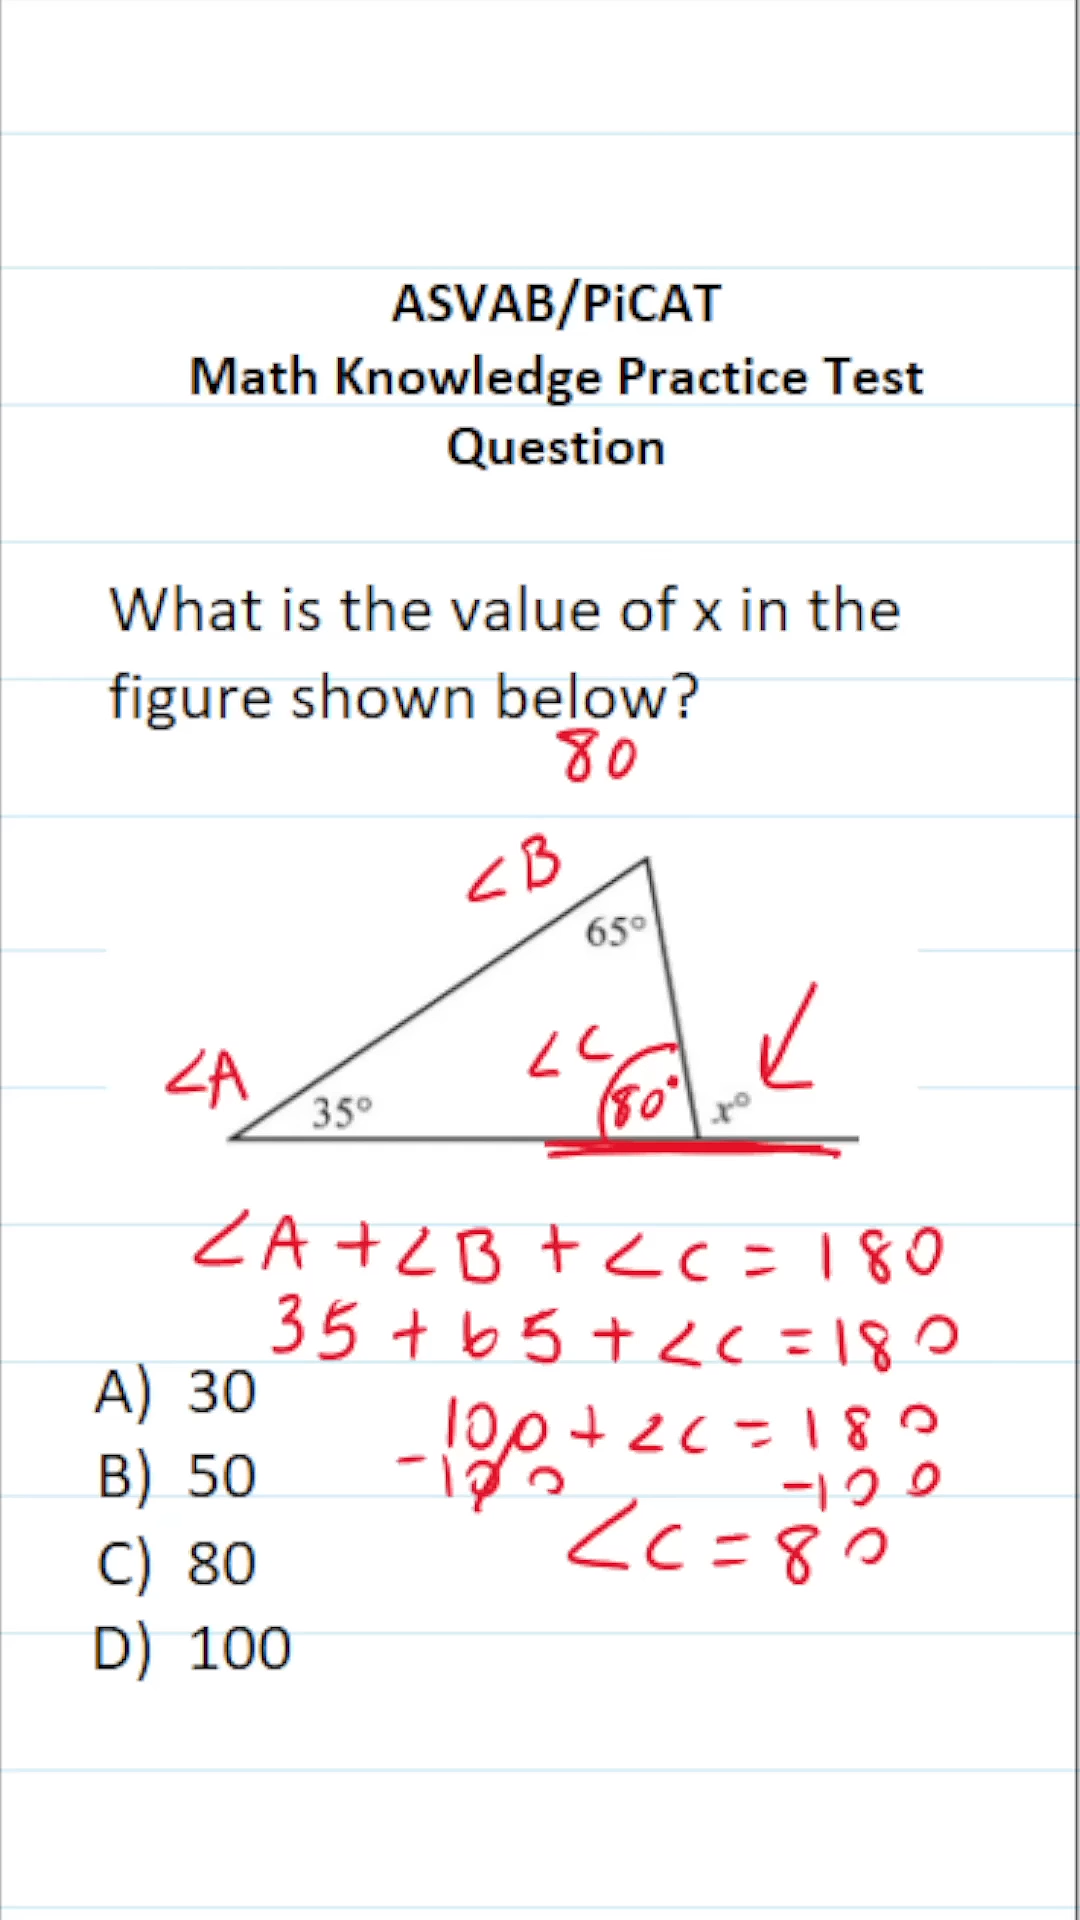 ASVAB/PiCAT
Math Knowledge Practice Test
Question
What is the value of x in the
figure shown below?
80
∠B
65°
∠C
∠A
80°
35°
x°
∠A + ∠B + ∠C = 180
35 + 65 + ∠C = 180
A) 30
100 + ∠C = 180
-100 -100
B) 50
∠C = 80
C) 80
D) 100